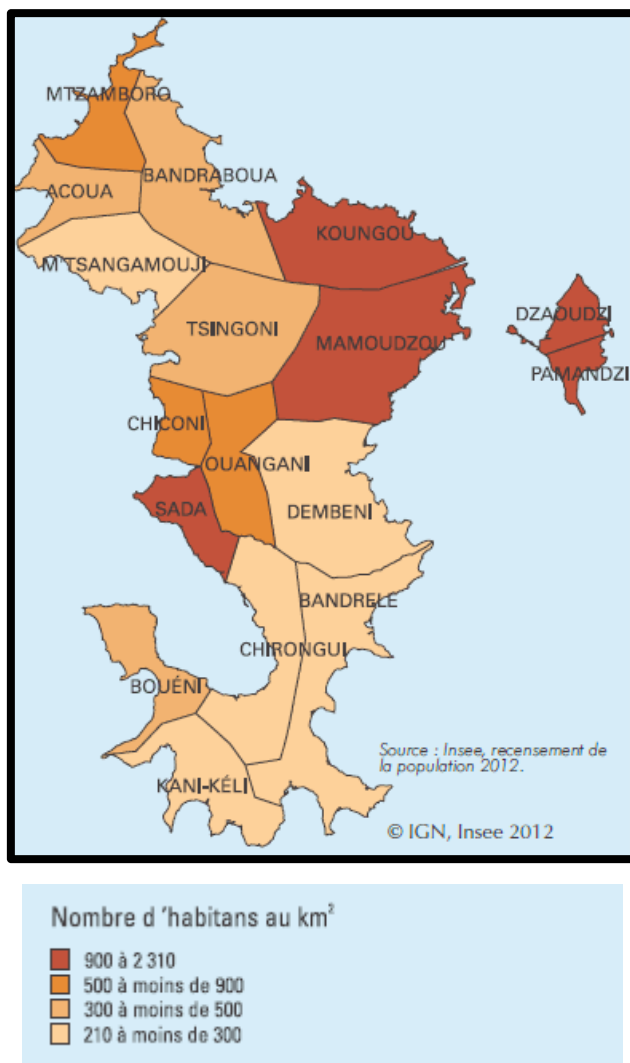 MTZAMBORO
BANDRABOUA
ACOUA
KOUNGOU
M'TSANGAMOUJI
DZAOUDZI
TSINGONI
MAMOUDZOU
PAMANDZI
CHICONI
OUANGANI
SADA
DEMBENI
BANDRELE
CHIRONGUI
BOUÉNI
Source : Insee, recensement de
la population 2012.
KANI-KÉLI
© IGN, Insee 2012
Nombre d 'habitans au km²
900 à 2 310
500 à moins de 900
300 à moins de 500
210 à moins de 300